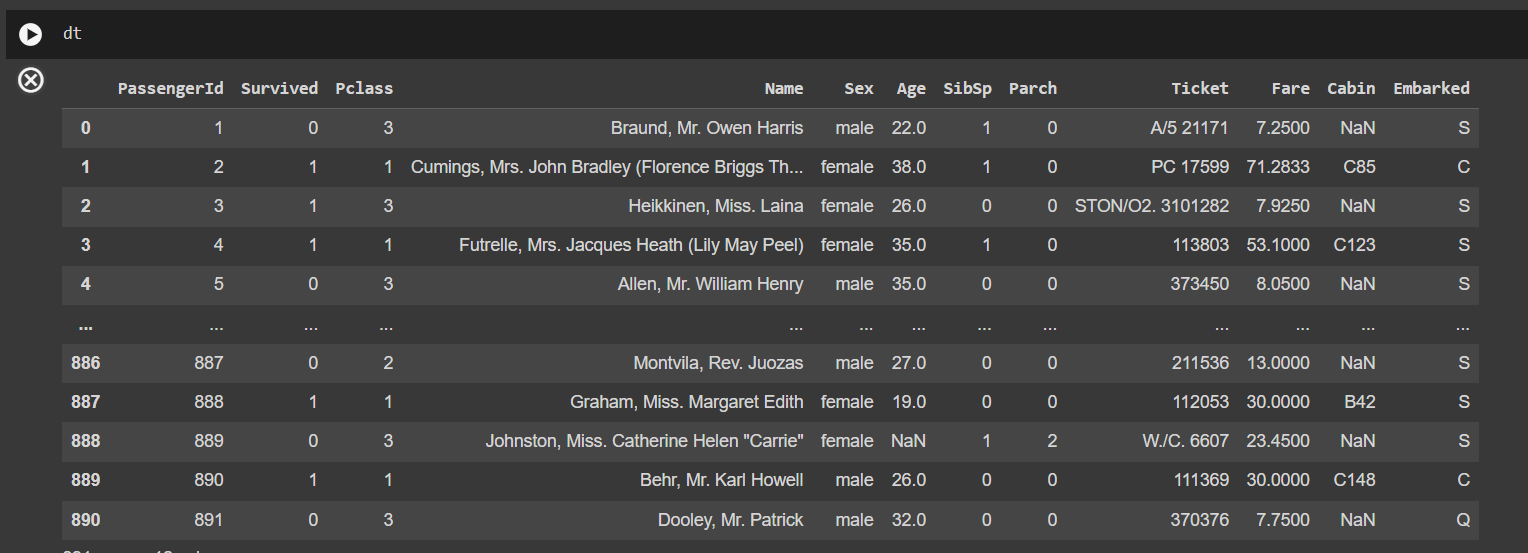 dt
PassengerId Survived Pclass Name Sex Age SibSp Parch Ticket Fare Cabin Embarked
0 1 0 3 Braund, Mr. Owen Harris male 22.0 1 0 A/5 21171 7.2500 NaN S
1 2 1 1 Cumings, Mrs. John Bradley (Florence Briggs Th... female 38.0 1 0 PC 17599 71.2833 C85 C
2 3 1 3 Heikkinen, Miss. Laina female 26.0 0 0 STON/O2. 3101282 7.9250 NaN S
3 4 1 1 Futrelle, Mrs. Jacques Heath (Lily May Peel) female 35.0 1 0 113803 53.1000 C123 S
4 5 0 3 Allen, Mr. William Henry male 35.0 0 0 373450 8.0500 NaN S
... ... ... ... ... ... ... ... ... ... ... ... ...
886 887 0 2 Montvila, Rev. Juozas male 27.0 0 0 211536 13.0000 NaN S
887 888 1 1 Graham, Miss. Margaret Edith female 19.0 0 0 112053 30.0000 B42 S
888 889 0 3 Johnston, Miss. Catherine Helen "Carrie" female NaN 1 2 W./C. 6607 23.4500 NaN S
889 890 1 1 Behr, Mr. Karl Howell male 26.0 0 0 111369 30.0000 C148 C
890 891 0 3 Dooley, Mr. Patrick male 32.0 0 0 370376 7.7500 NaN Q